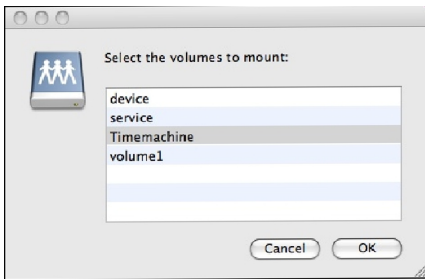 Select the volumes to mount:
device
service
Timemachine
volume1
Cancel OK